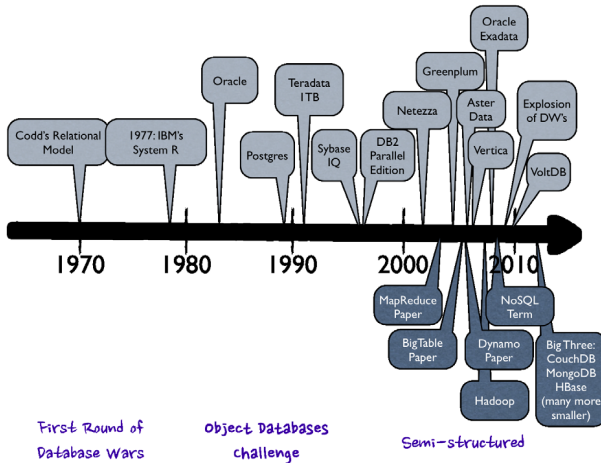 Oracle
Exadata
Greenplum
Oracle
Teradata
1TB
Netezza
Aster
Data
Explosion
of DW's
Codd's Relational
Model
1977: IBM's
System R
Postgres
Sybase
IQ
DB2
Parallel
Edition
Vertica
VoltDB
1970
1980
1990
2000
2010
MapReduce
Paper
NoSQL
Term
BigTable
Paper
Dynamo
Paper
Hadoop
Big Three:
CouchDB
MongoDB
HBase
(many more
smaller)
First Round of
Database Wars
Object Databases
Challenge
Semi-structured